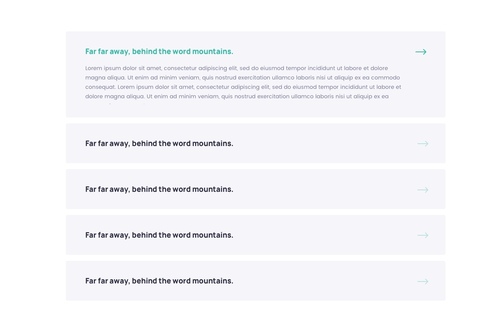 Far far away, behind the word mountains.
Lorem ipsum dolor sit amet, consectetur adipiscing elit, sed do eiusmod tempor incididunt ut labore et dolore
magna aliqua. Ut enim ad minim veniam, quis nostrud exercitation ullamco laboris nisi ut aliquip ex ea commodo
consequat. Lorem ipsum dolor sit amet, consectetur adipiscing elit, sed do eiusmod tempor incididunt ut labore et
dolore magna aliqua. Ut enim ad minim veniam, quis nostrud exercitation ullamco laboris nisi ut aliquip ex ea
Far far away, behind the word mountains.
Far far away, behind the word mountains.
Far far away, behind the word mountains.
Far far away, behind the word mountains.